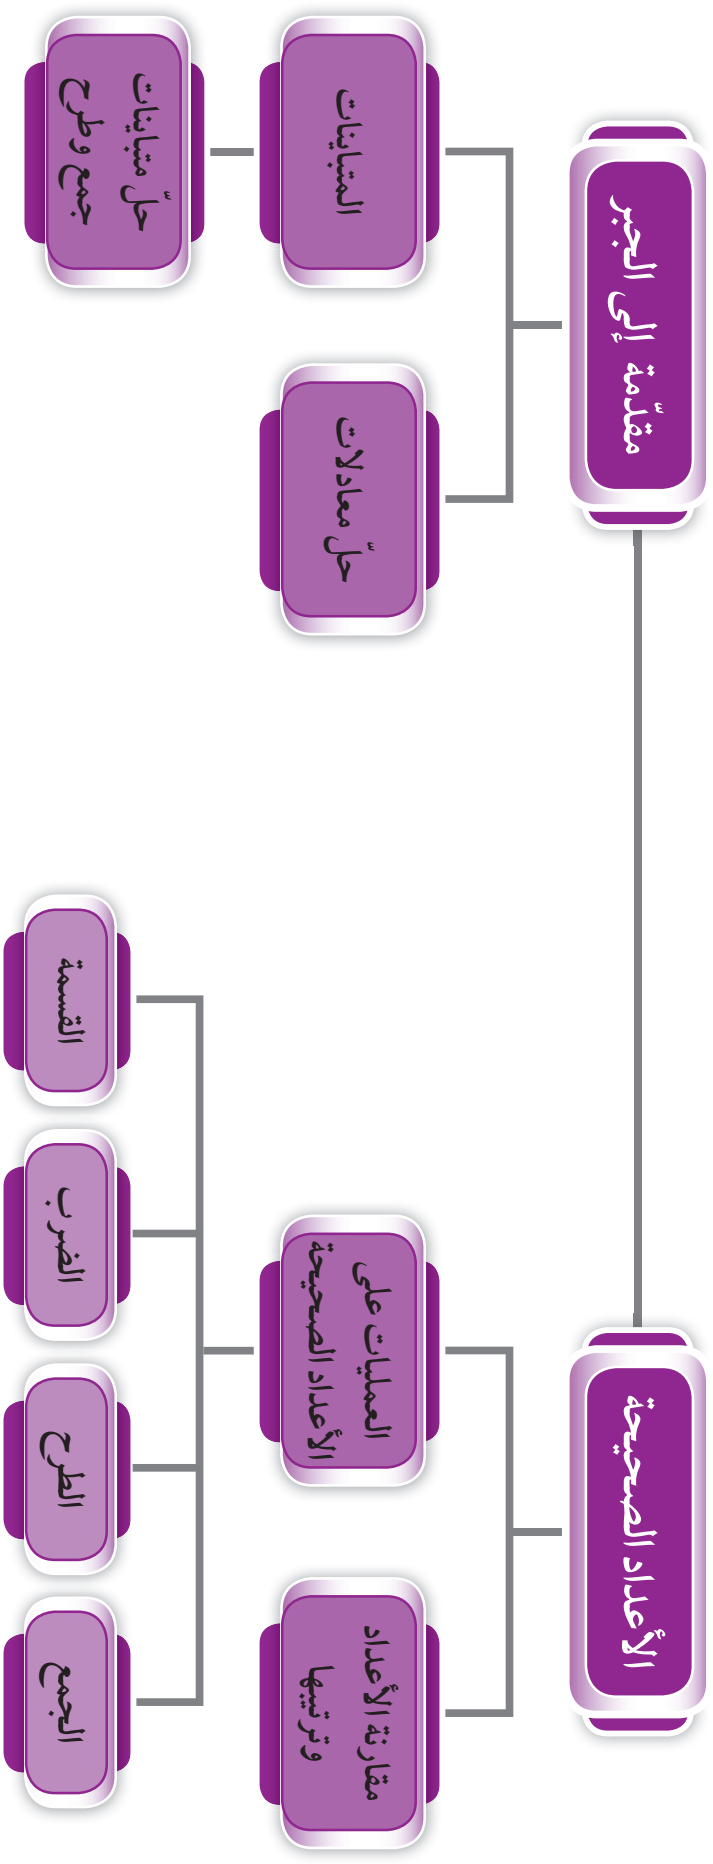 الأعداد الصحيحة
مقدّمة إلى الجبر
مقارنة الأعداد
وترتيبها
العمليات على
الأعداد الصحيحة
حلّ معادلات
المتباينات
الجمع
الطرح
الضرب
القسمة
حلّ متباينات
جمع وطرح